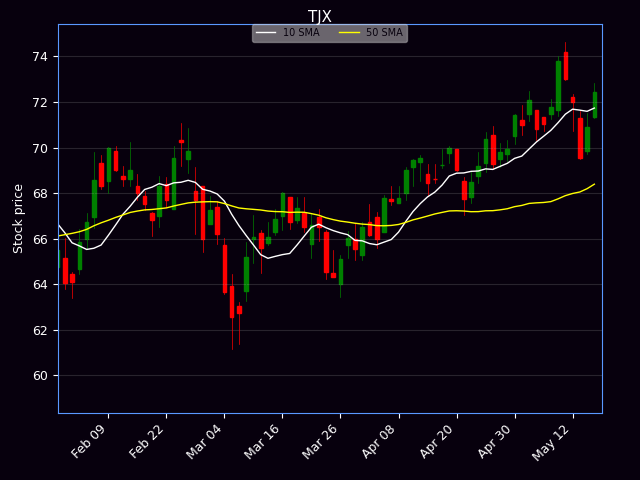 TJX
10 SMA
50 SMA
Stock price
74
72
70
68
66
64
62
60
Feb 09
Feb 22
Mar 04
Mar 16
Mar 26
Apr 08
Apr 20
Apr 30
May 12